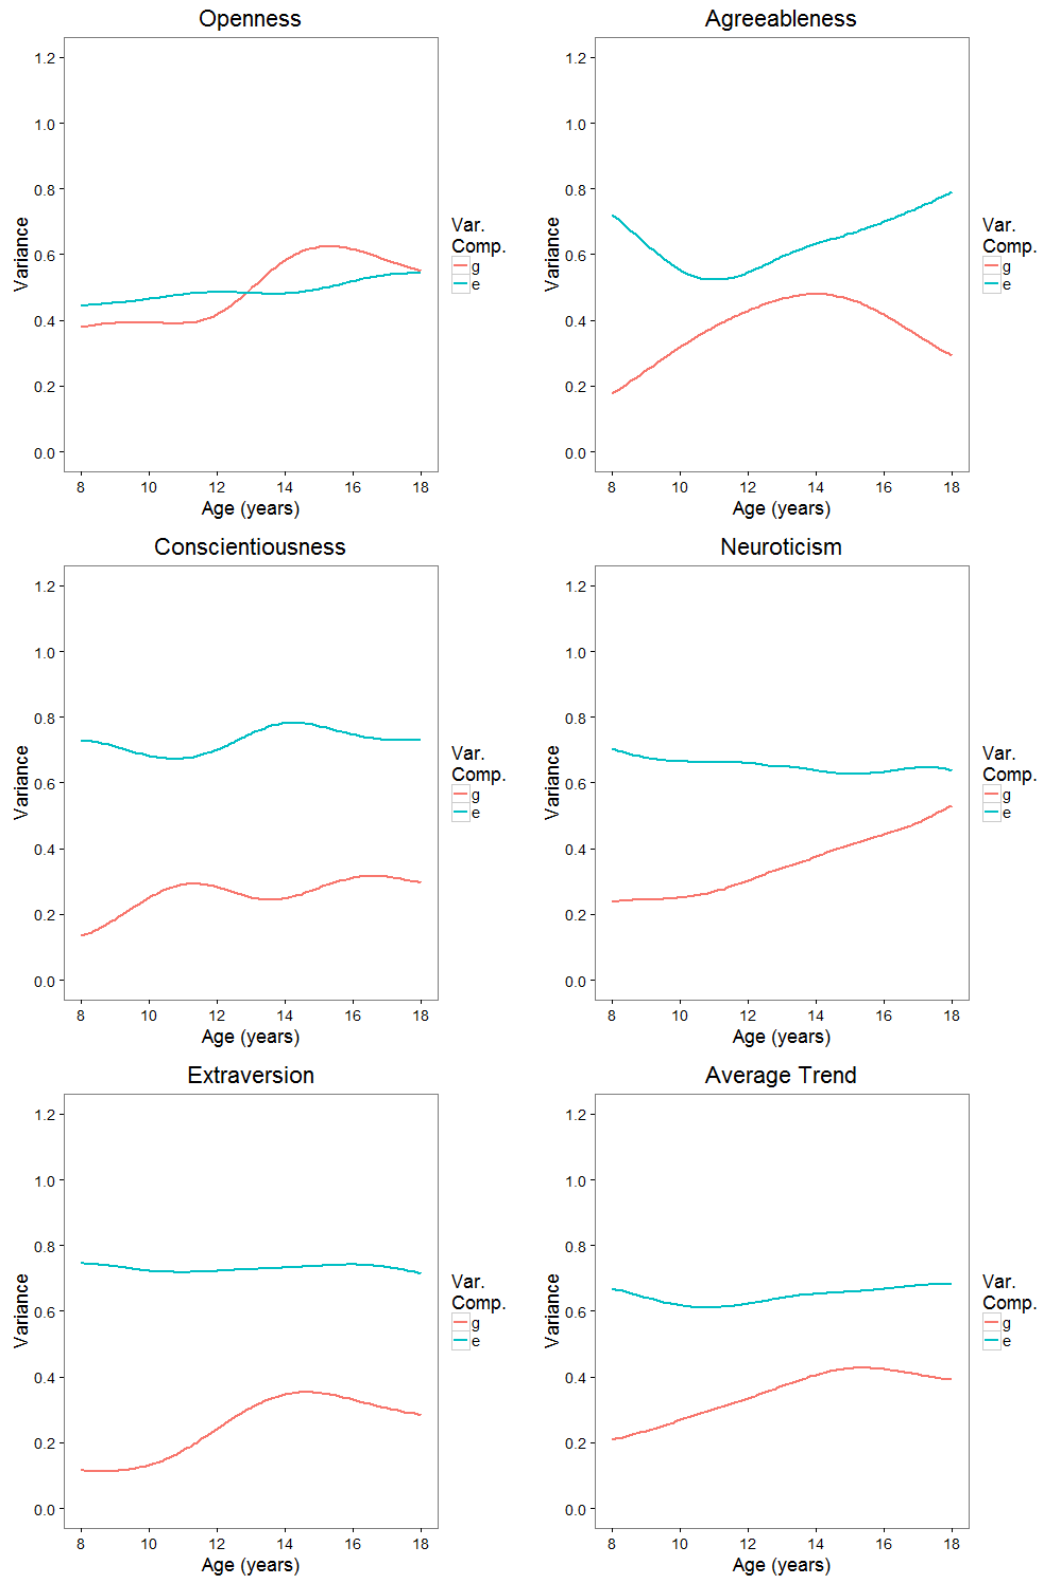 Openness
Variance
1.2
1.0
0.8
0.6
0.4
0.2
0.0
8 10 12 14 16 18
Age (years)
Var.
Comp.
g
e
Agreeableness
Variance
1.2
1.0
0.8
0.6
0.4
0.2
0.0
8 10 12 14 16 18
Age (years)
Var.
Comp.
g
e
Conscientiousness
Variance
1.2
1.0
0.8
0.6
0.4
0.2
0.0
8 10 12 14 16 18
Age (years)
Var.
Comp.
g
e
Neuroticism
Variance
1.2
1.0
0.8
0.6
0.4
0.2
0.0
8 10 12 14 16 18
Age (years)
Var.
Comp.
g
e
Extraversion
Variance
1.2
1.0
0.8
0.6
0.4
0.2
0.0
8 10 12 14 16 18
Age (years)
Var.
Comp.
g
e
Average Trend
Variance
1.2
1.0
0.8
0.6
0.4
0.2
0.0
8 10 12 14 16 18
Age (years)
Var.
Comp.
g
e